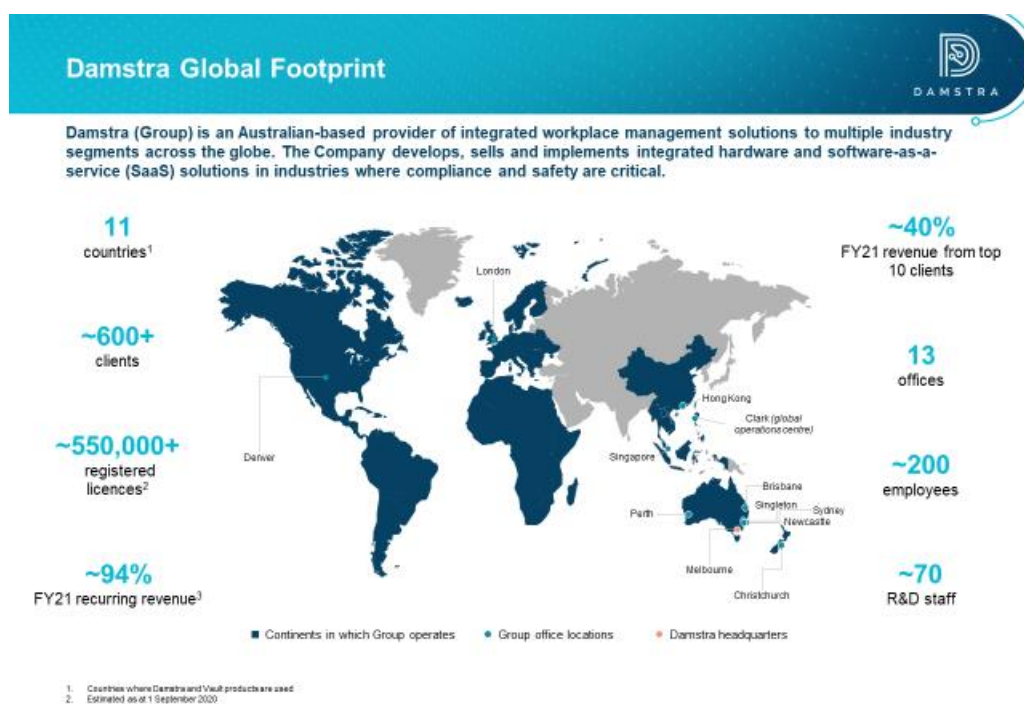 Damstra Global Footprint
DAMSTRA
Damstra (Group) is an Australian-based provider of integrated workplace management solutions to multiple industry
segments across the globe. The Company develops, sells and implements integrated hardware and software-as-a-
service (SaaS) solutions in industries where compliance and safety are critical.
11
countries1
~600+
clients
~550,000+
registered
licences2
~94%
FY21 recurring revenue3
London
Denver
Hong Kong
Clark (global
operations centre)
Singapore
Brisbane
Singleton
Sydney
Perth
Newcastle
Melbourne
Christchurch
~40%
FY21 revenue from top
10 clients
13
offices
~200
employees
~70
R&D staff
Continents in which Group operates
Group office locations
Damstra headquarters
1. Countries where Damstra and Vault products are used
2. Estimated as at 1 September 2020